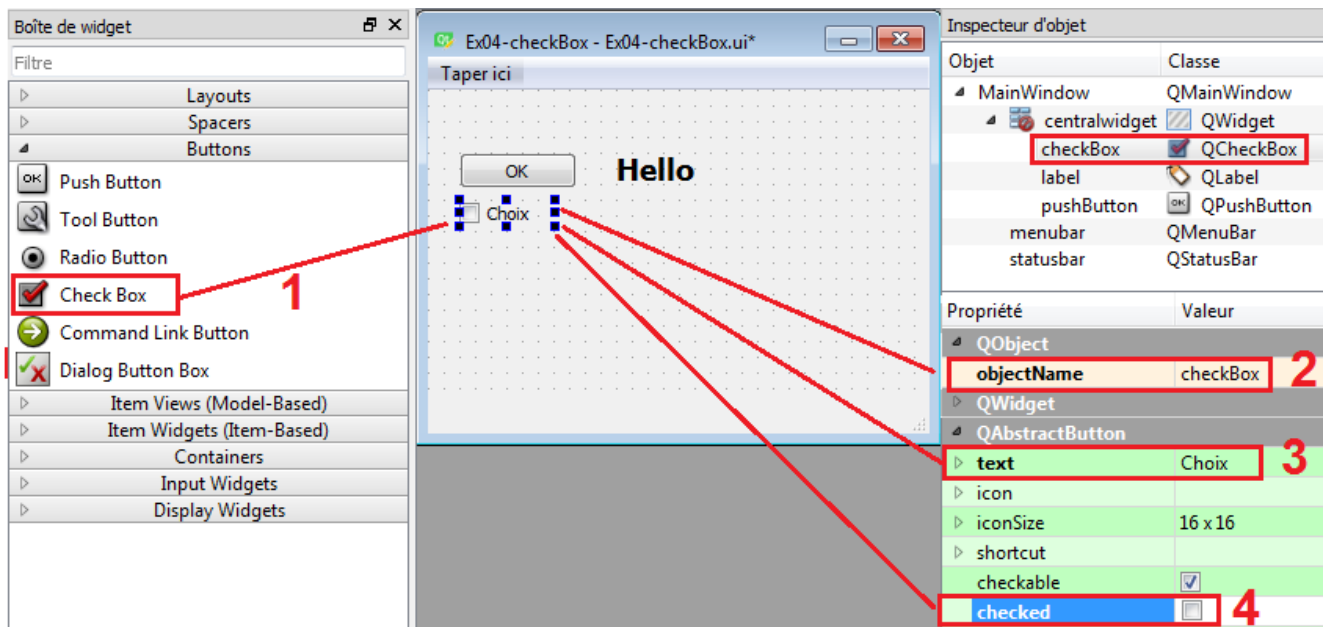 Boîte de widget
Filtre
Layouts
Spacers
Buttons
OK Push Button
Tool Button
Radio Button
Check Box
Command Link Button
Dialog Button Box
Item Views (Model-Based)
Item Widgets (Item-Based)
Containers
Input Widgets
Display Widgets
1
Qt Ex04-checkBox - Ex04-checkBox.ui*
Taper ici
OK
Hello
Choix
Inspecteur d'objet
Objet Classe
MainWindow QMainWindow
centralwidget QWidget
checkBox QCheckBox
label QLabel
pushButton OK QPushButton
menubar QMenuBar
statusbar QStatusBar
Propriété Valeur
QObject
objectName checkBox 2
QWidget
QAbstractButton
text Choix 3
icon
iconSize 16 x 16
shortcut
checkable
checked 4